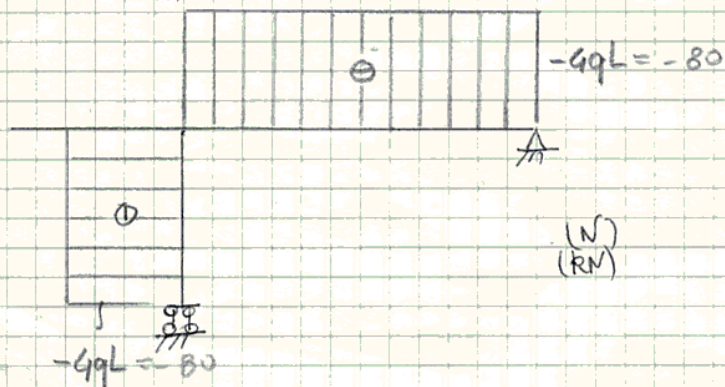 ⊖
-4qL = -80
(N)
(kN)
-4qL = -80